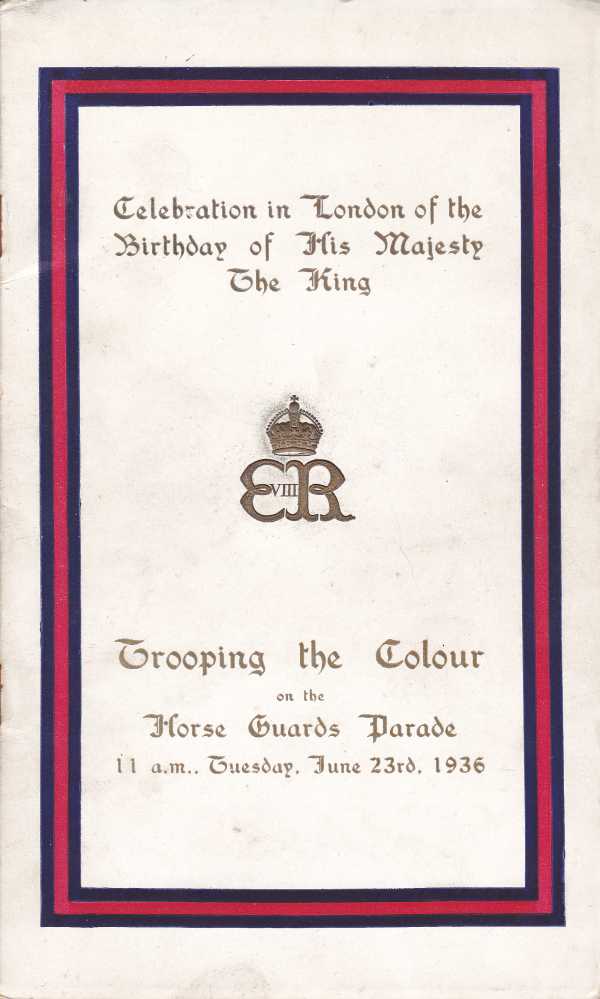 Celebration in London of the
Birthday of His Majesty
The King
E VIII R
Trooping the Colour
on the
Horse Guards Parade
11 a.m., Tuesday, June 23rd, 1936